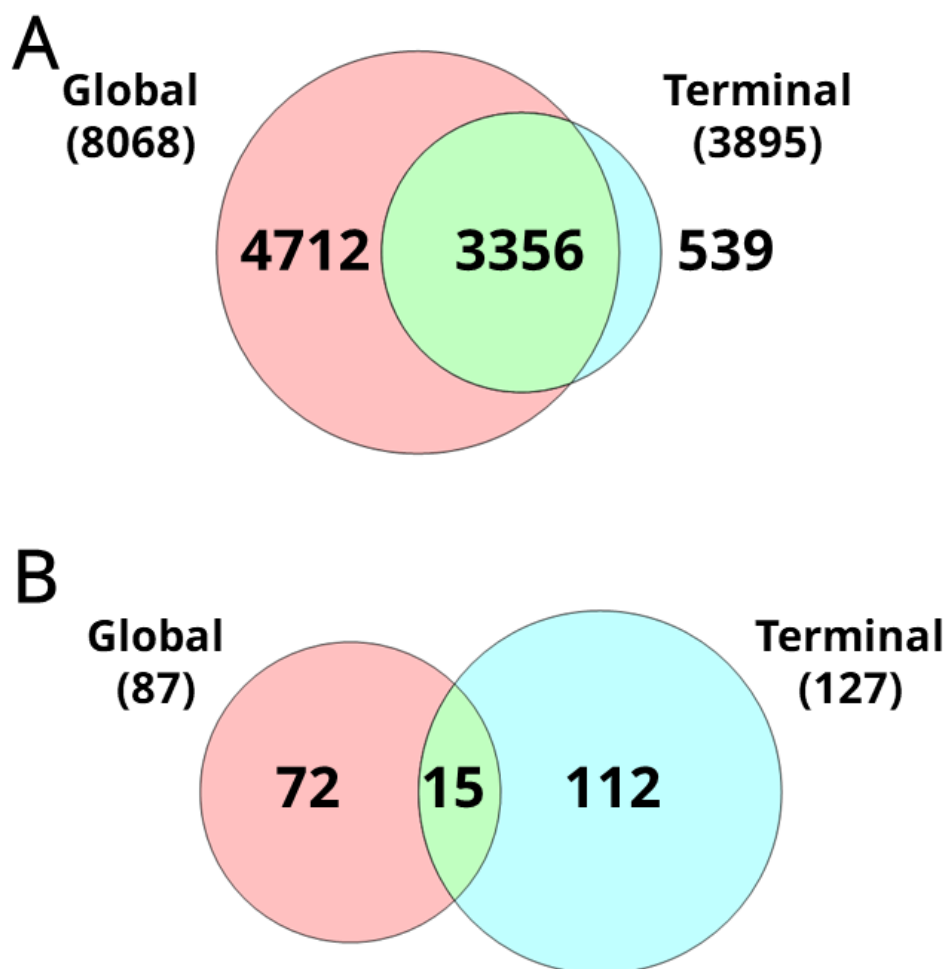 A
Global
(8068)
Terminal
(3895)
4712
3356
539
B
Global
(87)
Terminal
(127)
72
15
112